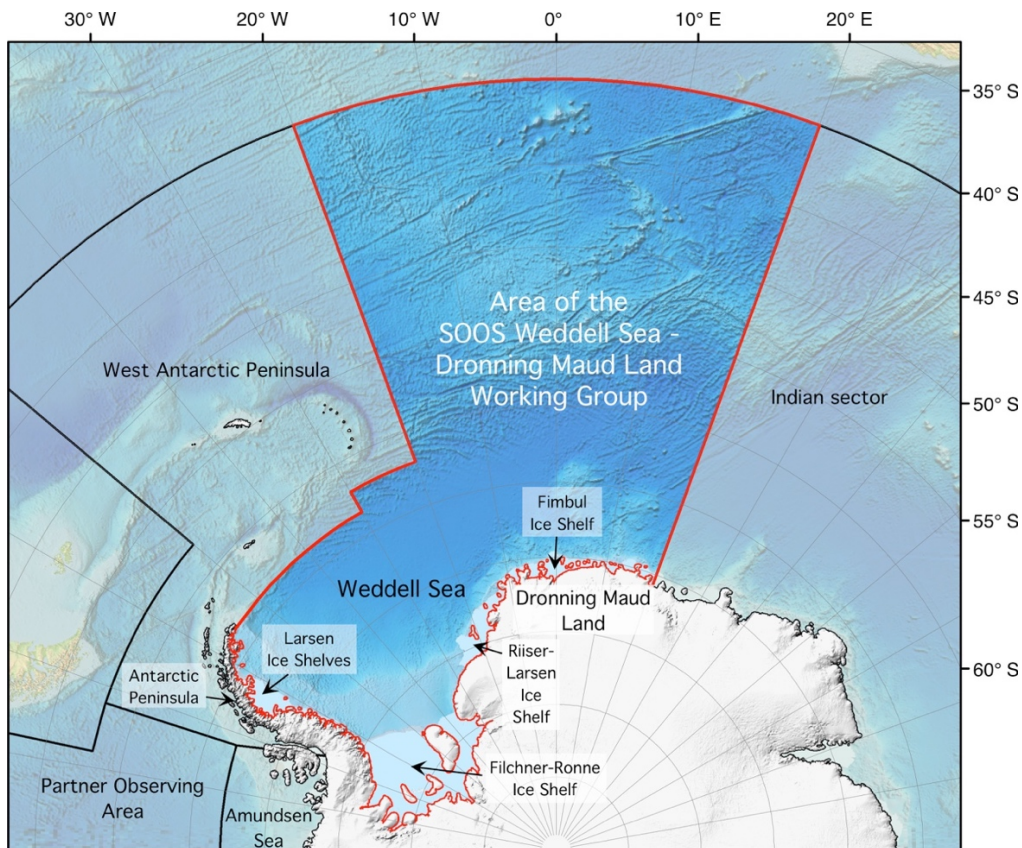 30° W
20° W
10° W
0°
10° E
20° E
35° S
40° S
45° S
50° S
55° S
60° S
Area of the
SOOS Weddell Sea -
Dronning Maud Land
Working Group
West Antarctic Peninsula
Indian sector
Fimbul
Ice Shelf
Weddell Sea
Dronning Maud
Land
Larsen
Ice Shelves
Riiser-
Larsen
Ice
Shelf
Antarctic
Peninsula
Filchner-Ronne
Ice Shelf
Partner Observing
Area
Amundsen
Sea